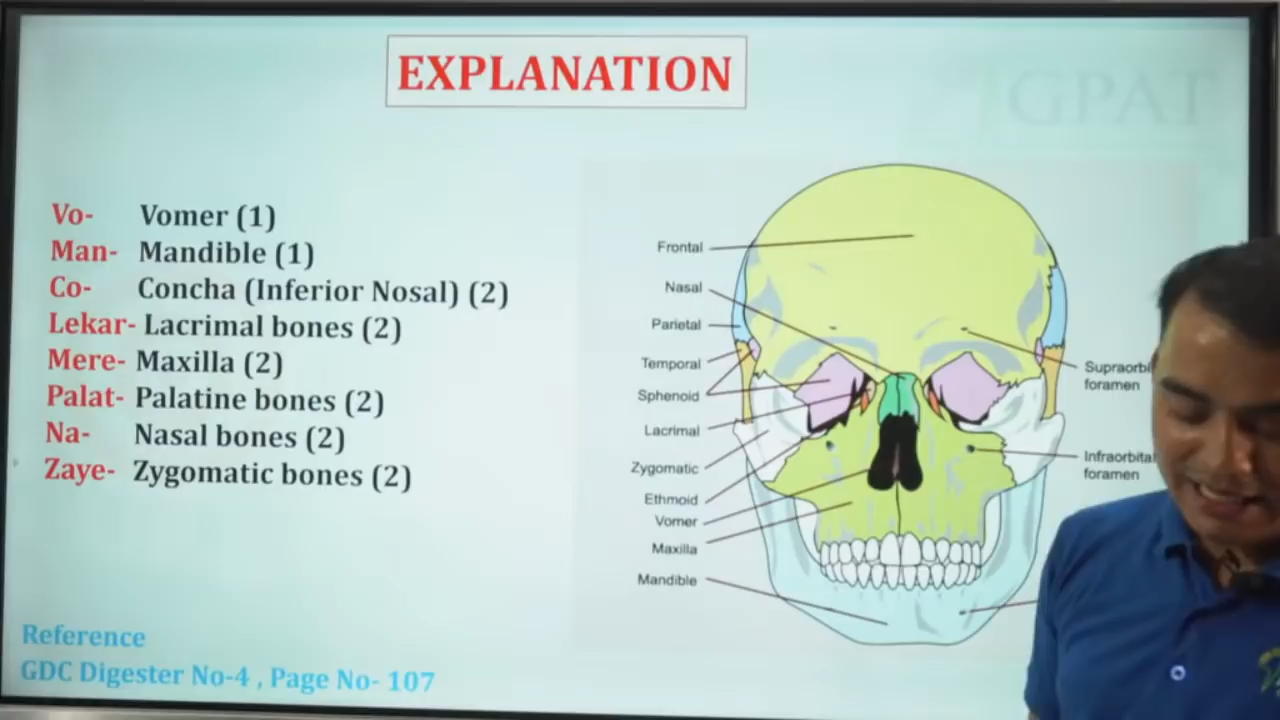 EXPLANATION
GPAT
Vo- Vomer (1)
Man- Mandible (1)
Co- Concha (Inferior Nosal) (2)
Lekar- Lacrimal bones (2)
Mere- Maxilla (2)
Palat- Palatine bones (2)
Na- Nasal bones (2)
Zaye- Zygomatic bones (2)
Frontal
Nasal
Parietal
Temporal
Sphenoid
Lacrimal
Zygomatic
Ethmoid
Vomer
Maxilla
Mandible
Supraorbi
foramen
Infraorbital
foramen
Reference
GDC Digester No-4 , Page No- 107